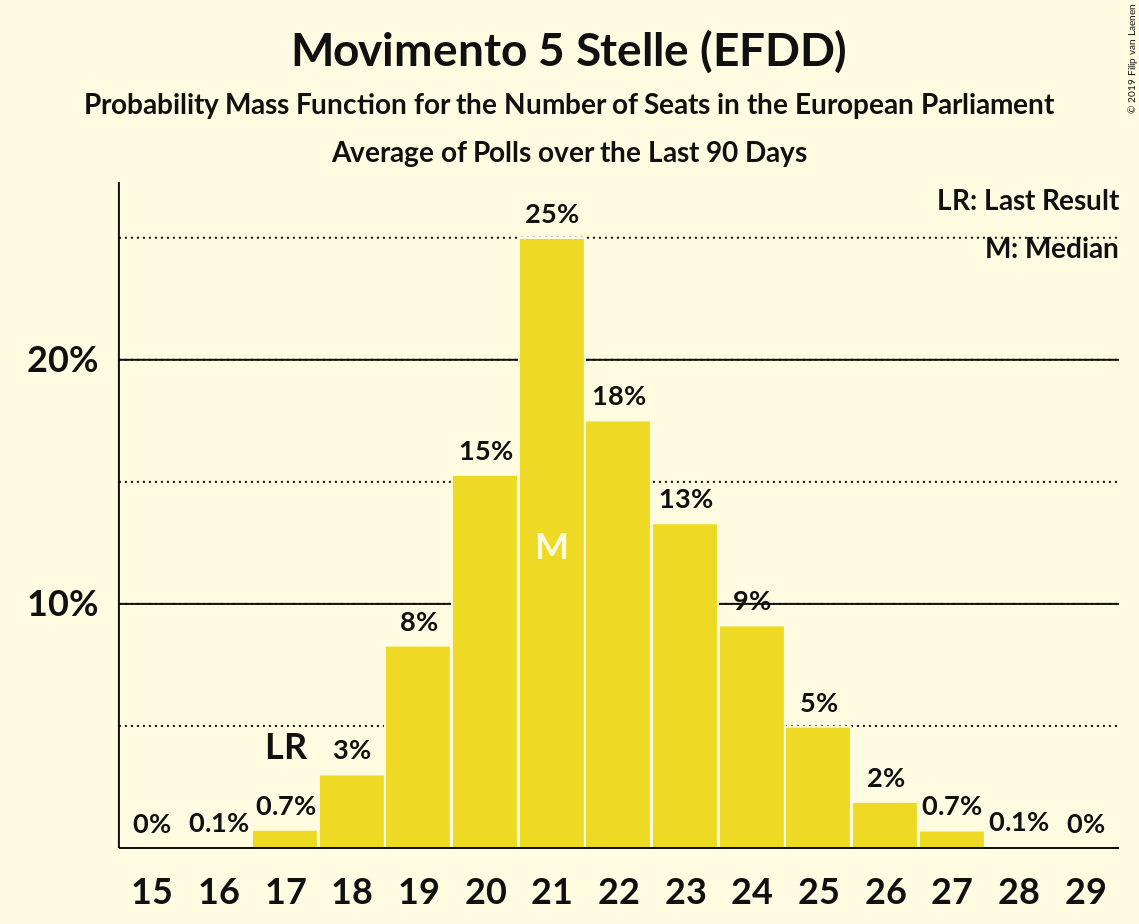 Movimento 5 Stelle (EFDD)
Probability Mass Function for the Number of Seats in the European Parliament
Average of Polls over the Last 90 Days
© 2019 Filip van Laenen
LR: Last Result
M: Median
25%
20%
18%
15%
13%
M
10%
9%
8%
5%
LR
3%
2%
0%
0.1%
0.7%
0.7%
0.1%
0%
15 16 17 18 19 20 21 22 23 24 25 26 27 28 29